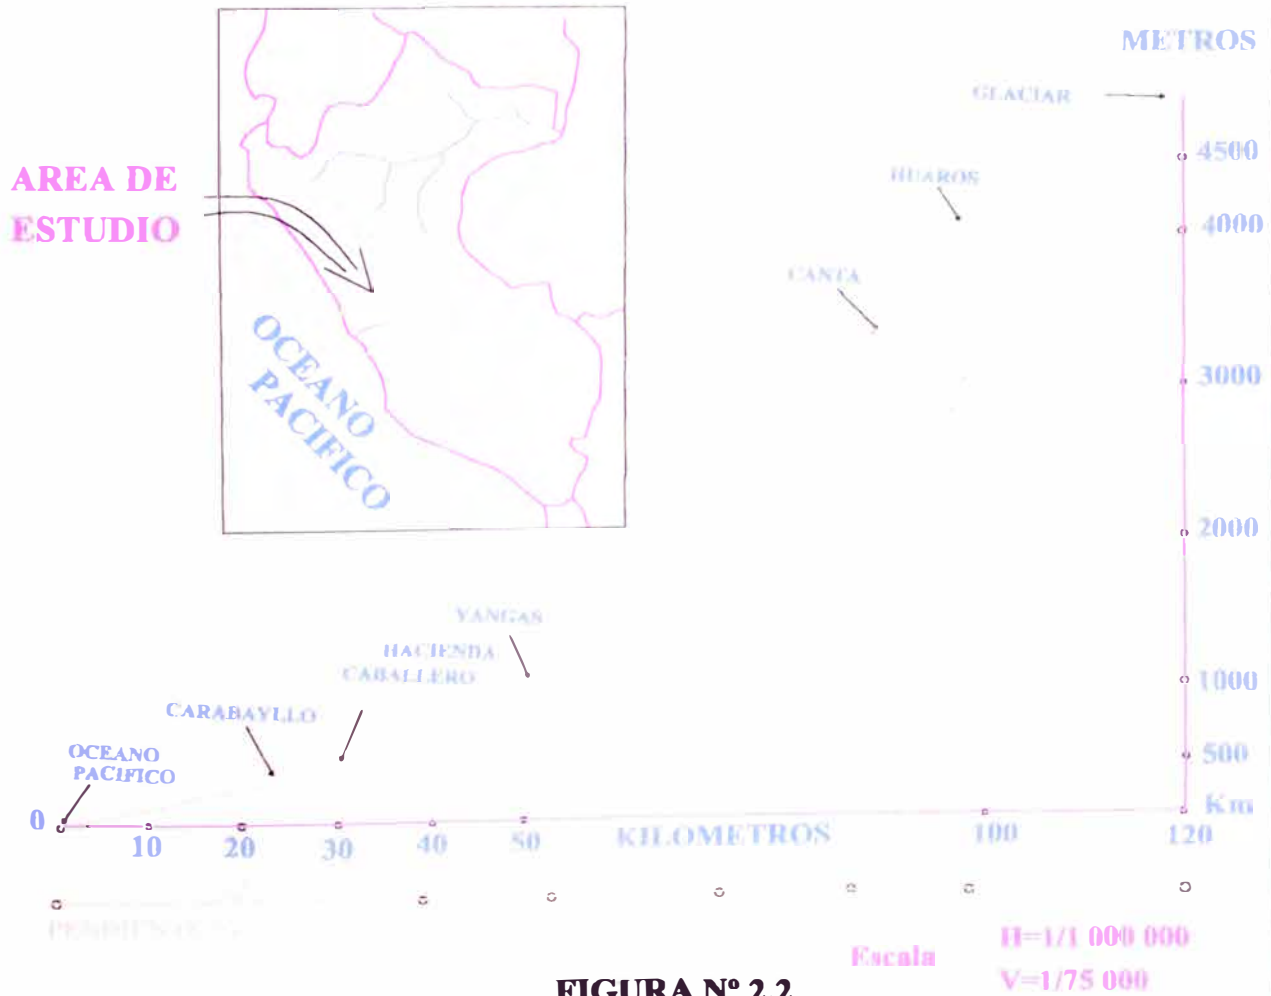 METROS
GLACIAR
4500
HUAROS
AREA DE
ESTUDIO
4000
CANTA
OCEANO
PACIFICO
3000
2000
YANGAS
HACIENDA
CABALLERO
1000
CARABAYLLO
OCEANO
PACIFICO
500
Km
0
10
20
30
40
50
KILOMETROS
100
120
Escala
H=1/1 000 000
V=1/75 000
FIGURA Nº 2.2